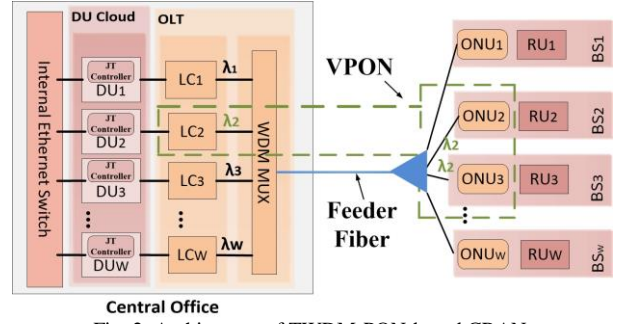 DU Cloud
OLT
Internal Ethernet Switch
JT
Controller
DU1
LC1
λ1
JT
Controller
DU2
LC2
λ2
JT
Controller
DU3
LC3
λ3
JT
Controller
DUW
LCW
λw
WDM MUX
Central Office
VPON
Feeder
Fiber
λ2
λ2
ONU1
RU1
BS1
ONU2
RU2
BS2
ONU3
RU3
BS3
ONUW
RUW
BSW